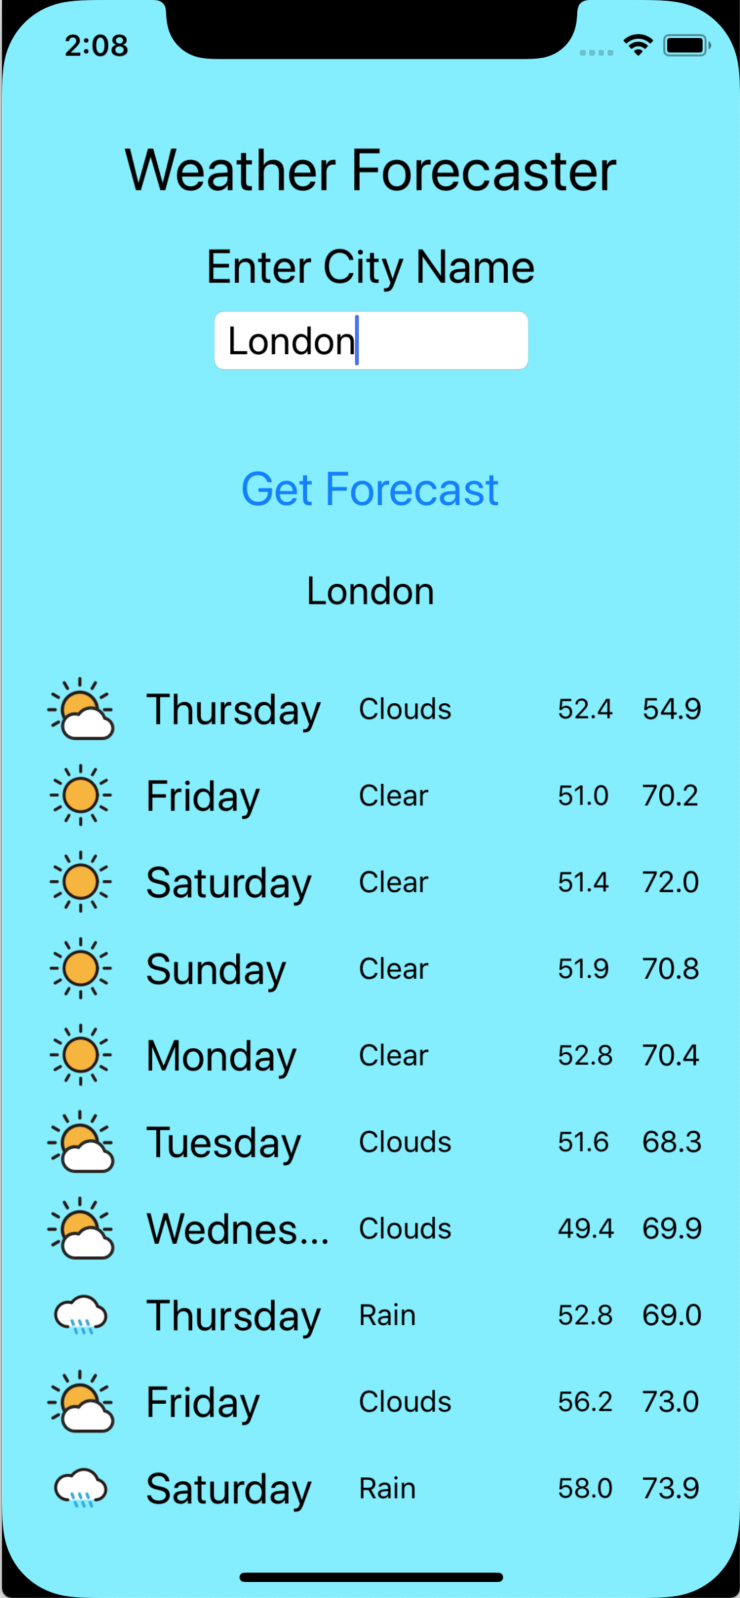 2:08
Weather Forecaster
Enter City Name
London
Get Forecast
London
Thursday Clouds 52.4 54.9
Friday Clear 51.0 70.2
Saturday Clear 51.4 72.0
Sunday Clear 51.9 70.8
Monday Clear 52.8 70.4
Tuesday Clouds 51.6 68.3
Wednes... Clouds 49.4 69.9
Thursday Rain 52.8 69.0
Friday Clouds 56.2 73.0
Saturday Rain 58.0 73.9